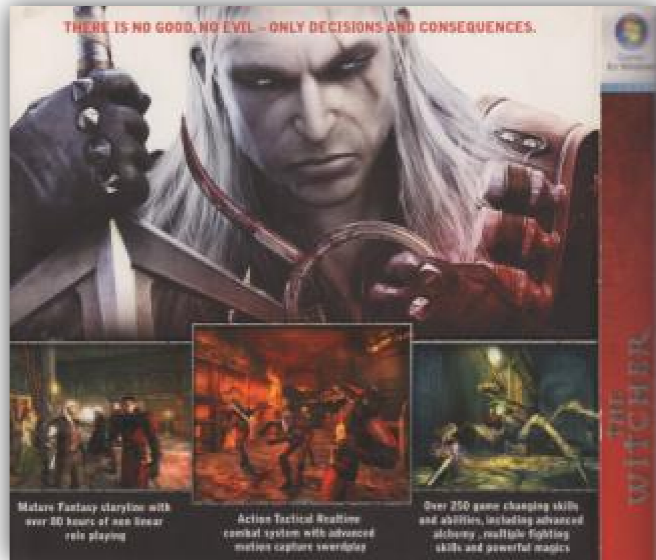 THERE IS NO GOOD, NO EVIL – ONLY DECISIONS AND CONSEQUENCES.
Mature Fantasy storyline with
over 80 hours of non linear
role playing
Action Tactical Realtime
combat system with advanced
motion capture swordplay
Over 250 game changing skills
and abilities, including advanced
alchemy , multiple fighting
skills and powerful magics
THE
WITCHER